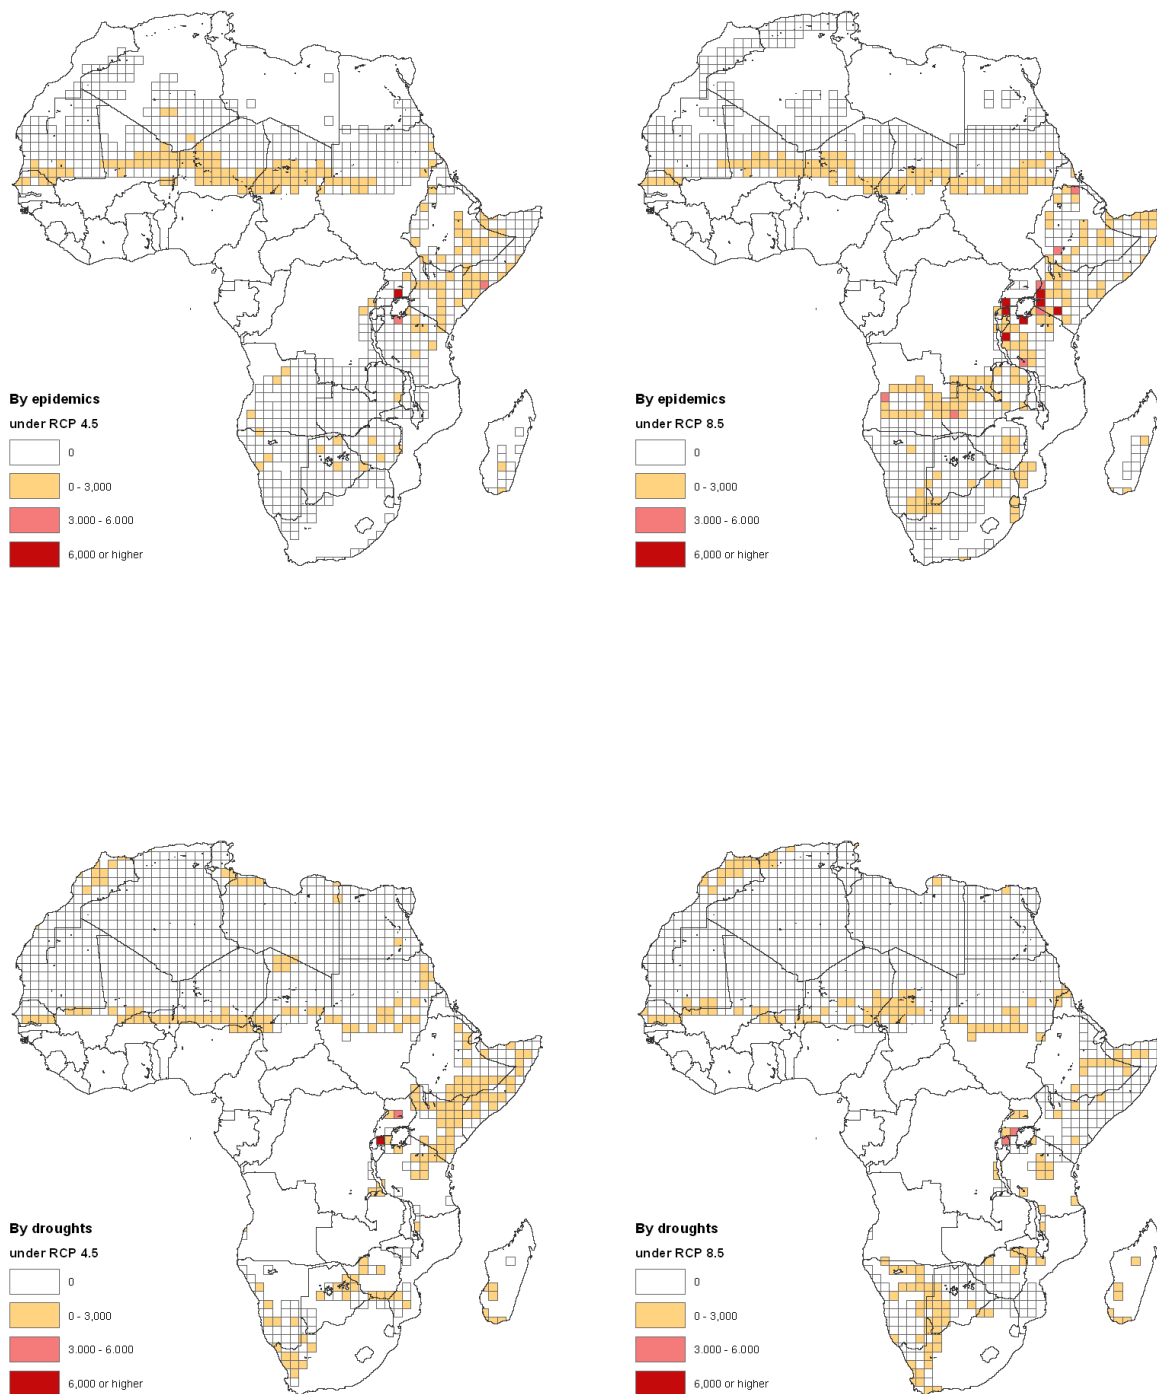 By epidemics
under RCP 4.5
0
0 - 3,000
3.000 - 6.000
6,000 or higher
By epidemics
under RCP 8.5
0
0 - 3,000
3.000 - 6.000
6,000 or higher
By droughts
under RCP 4.5
0
0 - 3,000
3.000 - 6.000
6,000 or higher
By droughts
under RCP 8.5
0
0 - 3,000
3.000 - 6.000
6,000 or higher